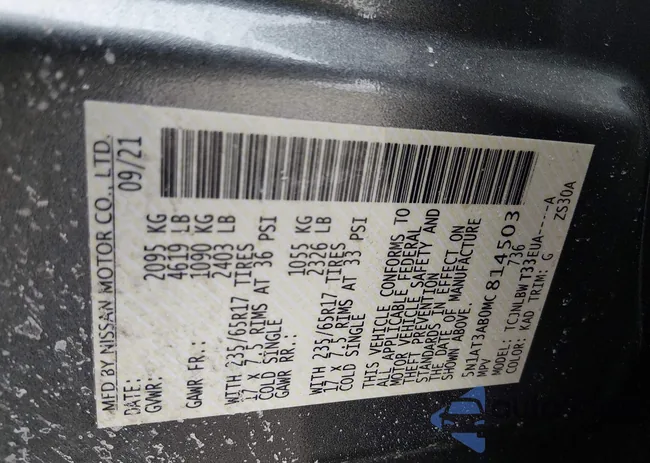 MFD BY NISSAN MOTOR CO., LTD.
DATE: 09/21
GVWR: 2095 KG
4619 LB
GAWR FR.: 1090 KG
2403 LB
WITH 235/65R17 TIRES
17 X 7.5 RIMS AT 36 PSI
COLD SINGLE
GAWR RR.: 1055 KG
2326 LB
WITH 235/65R17 TIRES
17 X 7.5 RIMS AT 33 PSI
COLD SINGLE
THIS VEHICLE CONFORMS TO
ALL APPLICABLE FEDERAL
MOTOR VEHICLE SAFETY AND
THEFT PREVENTION
STANDARDS IN EFFECT ON
THE DATE OF MANUFACTURE
SHOWN ABOVE.
5N1AT3AB0MC814503
MPV 736
MODEL: TCJNLBWT33EUA----A
COLOR: KAD TRIM: G ZS30A